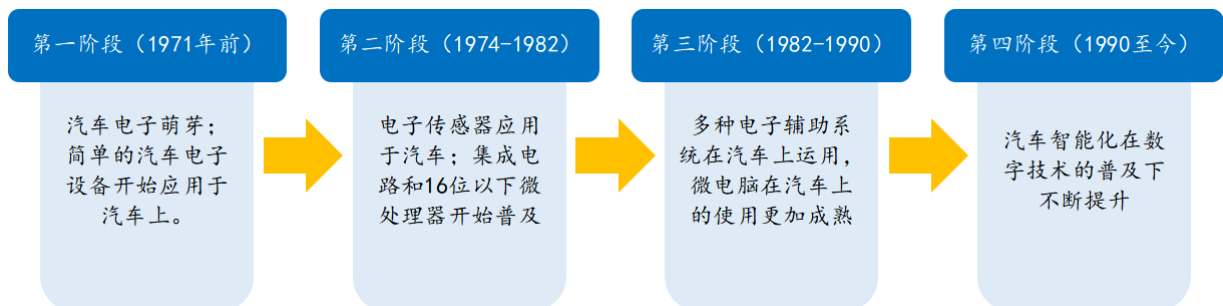 第一阶段（1971年前）
汽车电子萌芽；
简单的汽车电子
设备开始应用于
汽车上。
第二阶段（1974-1982）
电子传感器应用
于汽车；集成电
路和16位以下微
处理器开始普及
第三阶段（1982-1990）
多种电子辅助系
统在汽车上运用，
微电脑在汽车上
的使用更加成熟
第四阶段（1990至今）
汽车智能化在数
字技术的普及下
不断提升